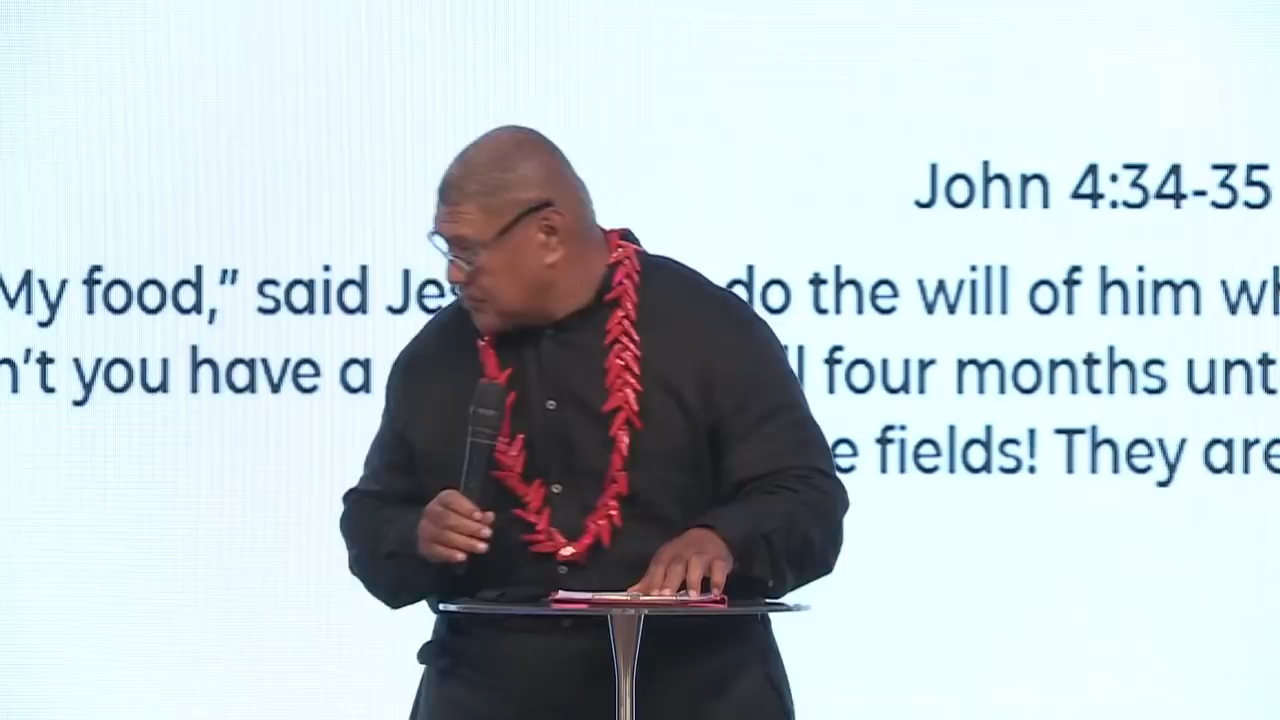 John 4:34-35
My food,” said Je do the will of him wh
n’t you have a four months unt
e fields! They are